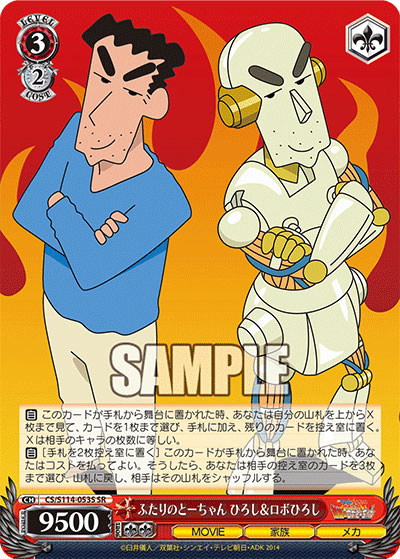 LEVEL
3
2
COST
SAMPLE
自 このカードが手札から舞台に置かれた時、あなたは自分の山札を上からX
枚まで見て、カードを1枚まで選び、手札に加え、残りのカードを控え室に置く。
Xは相手のキャラの枚数に等しい。
自 [手札を2枚控え室に置く] このカードが手札から舞台に置かれた時、あな
たはコストを払ってよい。そうしたら、あなたは相手の控え室のカードを3枚
まで選び、山札に戻し、相手はその山札をシャッフルする。
CH CS/S114-053S SR
9500
ふたりのとーちゃん ひろし&ロボひろし
MOVIE 家族 メカ
©臼井儀人/双葉社・シンエイ・テレビ朝日・ADK 2014